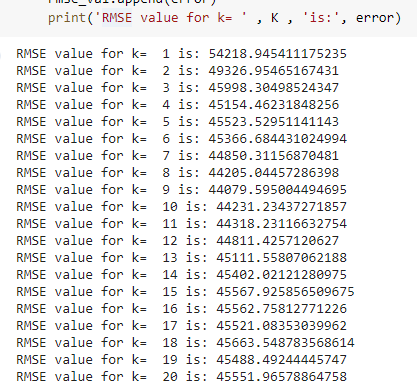 rmse_val.append(error)
print('RMSE value for k= ' , K , 'is:', error)
RMSE value for k=  1 is: 54218.945411175235
RMSE value for k=  2 is: 49326.95465167431
RMSE value for k=  3 is: 45998.30498524347
RMSE value for k=  4 is: 45154.46231848256
RMSE value for k=  5 is: 45523.52951141143
RMSE value for k=  6 is: 45366.684431024994
RMSE value for k=  7 is: 44850.31156870481
RMSE value for k=  8 is: 44205.04457286398
RMSE value for k=  9 is: 44079.595004494695
RMSE value for k=  10 is: 44231.23437271857
RMSE value for k=  11 is: 44318.23116632754
RMSE value for k=  12 is: 44811.4257120627
RMSE value for k=  13 is: 45111.55807062188
RMSE value for k=  14 is: 45402.02121280975
RMSE value for k=  15 is: 45567.925856509675
RMSE value for k=  16 is: 45562.75812771226
RMSE value for k=  17 is: 45521.08353039962
RMSE value for k=  18 is: 45663.548783568614
RMSE value for k=  19 is: 45488.49244445747
RMSE value for k=  20 is: 45551.96578864758